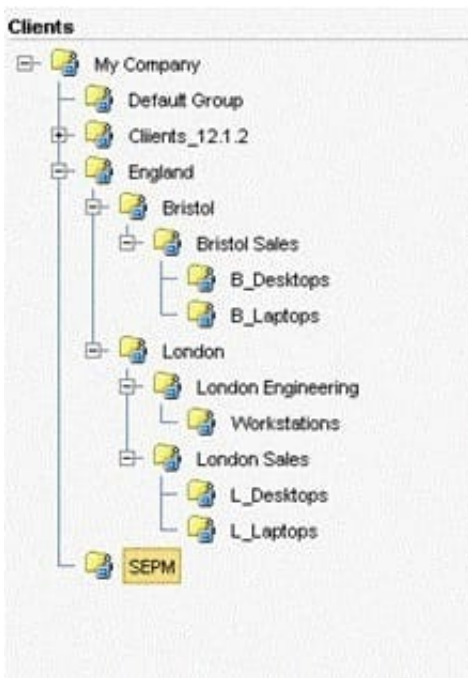 Clients
My Company
Default Group
Cliients_12.1.2
England
Bristol
Bristol Sales
B_Desktops
B_Laptops
London
London Engineering
Workstations
London Sales
L_Desktops
L_Laptops
SEPM